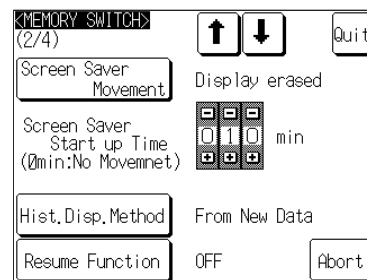 <MEMORY SWITCH>
(2/4)
Quit
Screen Saver
Movement
Display erased
Screen Saver
Start up Time
(0min:No Movemnet)
010 min
Hist.Disp.Method
From New Data
Resume Function
OFF
Abort